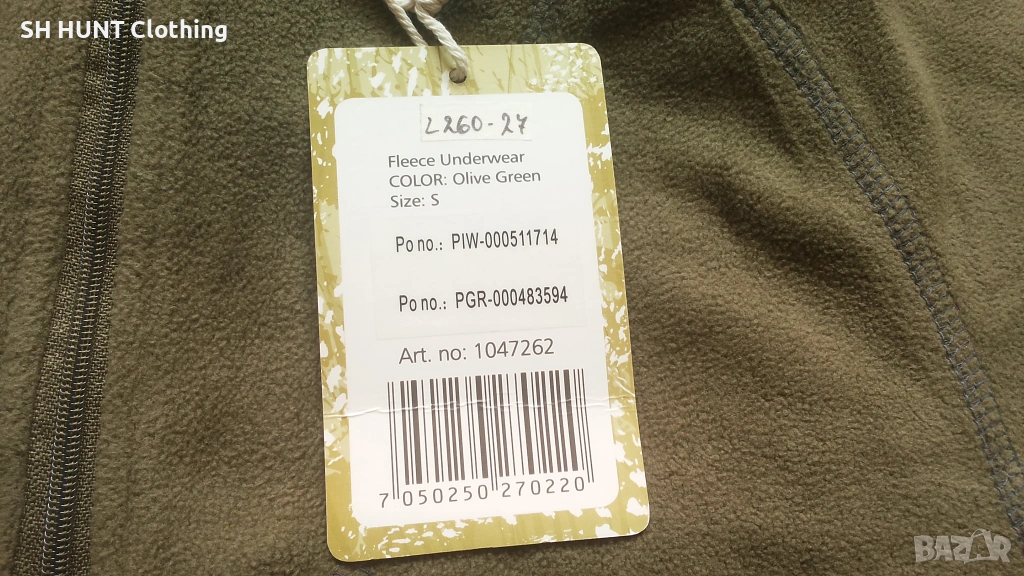 SH HUNT Clothing
L260-27
Fleece Underwear
COLOR: Olive Green
Size: S
Po no.: PIW-000511714
Po no.: PGR-000483594
Art. no: 1047262
7 050250 270220
BAZAR